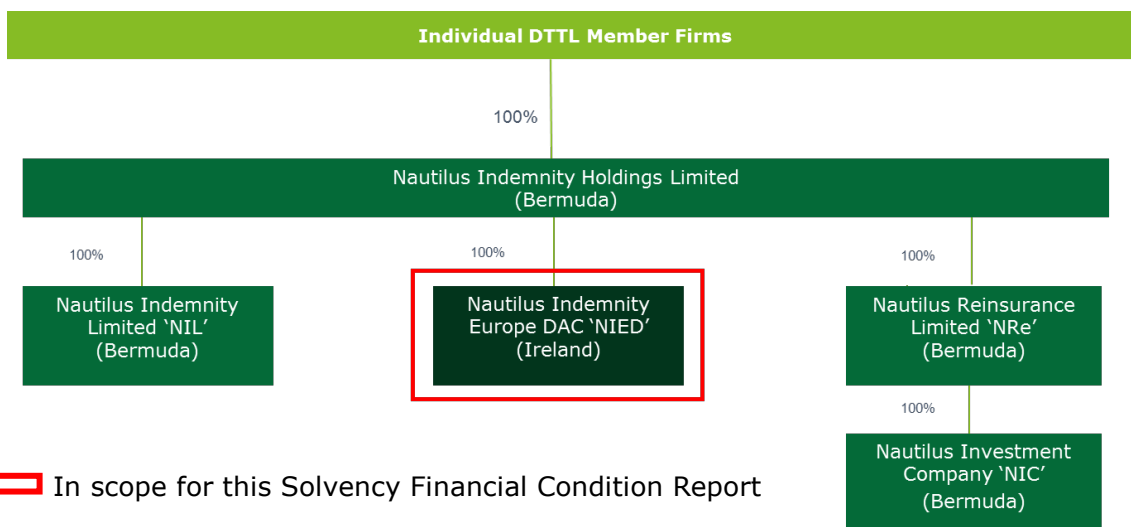 Individual DTTL Member Firms
100%
Nautilus Indemnity Holdings Limited
(Bermuda)
100%
100%
100%
Nautilus Indemnity
Limited ‘NIL’
(Bermuda)
Nautilus Indemnity
Europe DAC ‘NIED’
(Ireland)
Nautilus Reinsurance
Limited ‘NRe’
(Bermuda)
100%
Nautilus Investment
Company ‘NIC’
(Bermuda)
In scope for this Solvency Financial Condition Report